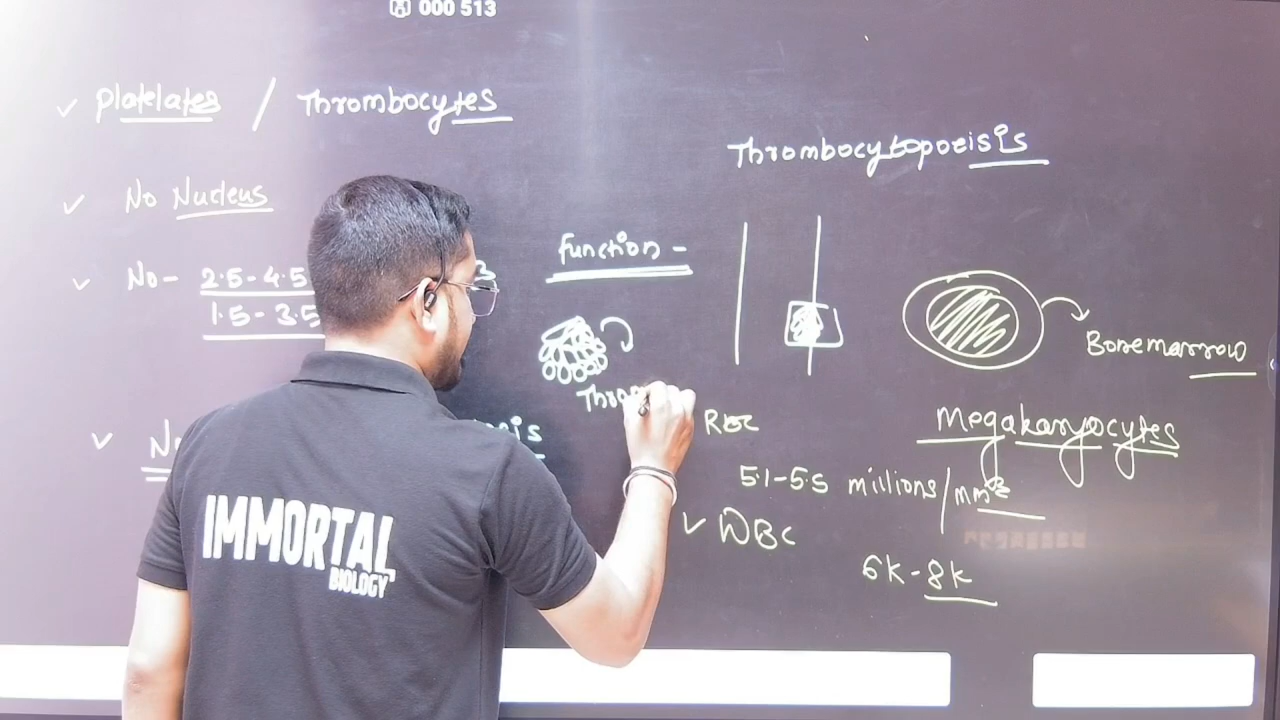 000 513
✓ Platelates / Thrombocytes
Thrombocytopoeisis
✓ No Nucleus
Function -
✓ No - 2.5 - 4.5
1.5 - 3.5
Bonemarrow
Megakaryocytes
RBC
5.1-5.5 millions/mm³
✓ WBC
6K - 8K
IMMORTAL
BIOLOGY